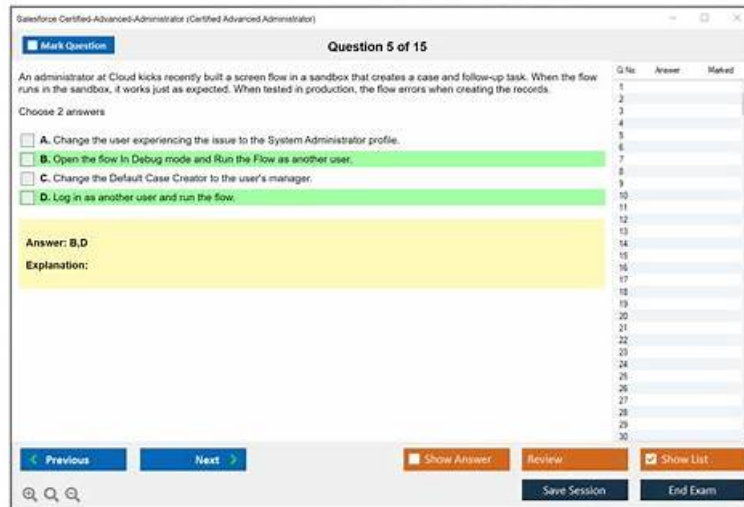 Salesforce Certified-Advanced-Administrator (Certified Advanced Administrator)
Mark Question
Question 5 of 15
An administrator at Cloud kicks recently built a screen flow in a sandbox that creates a case and follow-up task. When the flow
runs in the sandbox, it works just as expected. When tested in production, the flow errors when creating the records.
Choose 2 answers
A. Change the user experiencing the issue to the System Administrator profile.
B. Open the flow In Debug mode and Run the Flow as another user,
C. Change the Default Case Creator to the user's manager.
D. Log in as another user and run the flow.
Answer: B,D
Explanation:
Q.No. Answer Marked
1
2
3
4
5
6
7
8
9
10
11
12
13
14
15
16
17
18
19
20
21
22
23
24
25
26
27
28
29
30
Previous
Next
Show Answer
Review
Show List
Save Session
End Exam